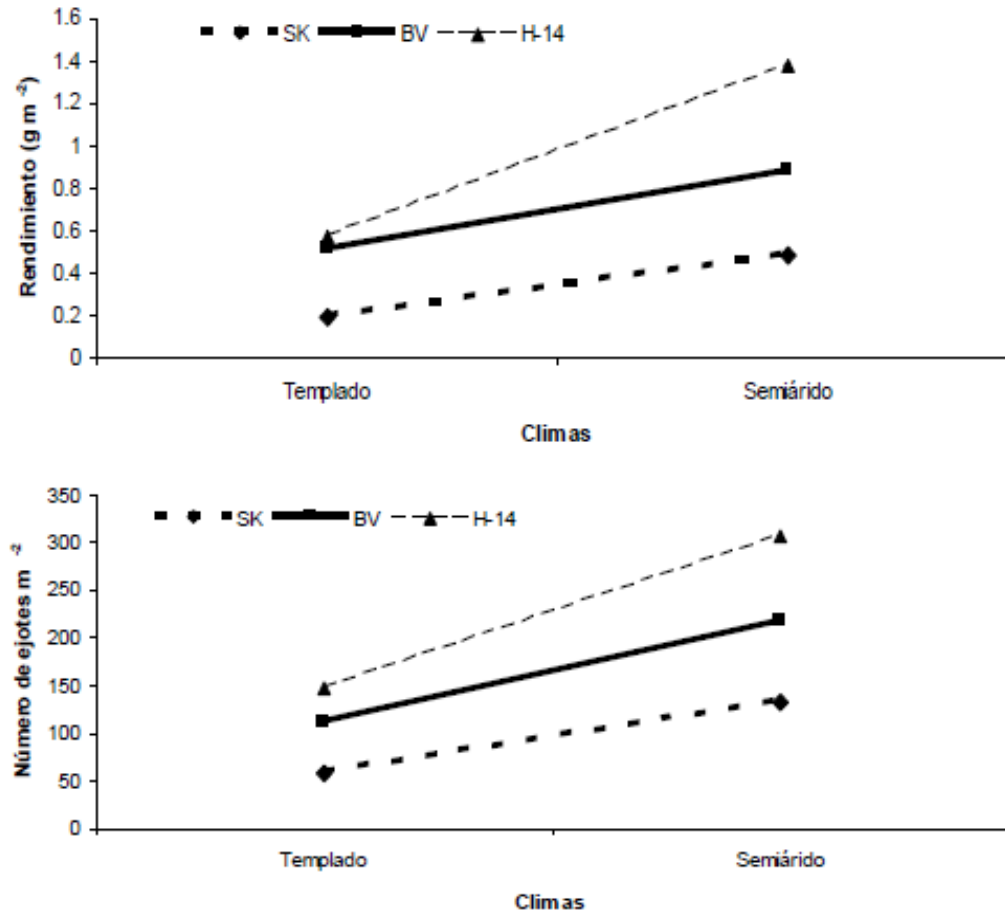 1.6
SK BV H-14
1.4
1.2
1
0.8
0.6
0.4
0.2
0
Rendimiento (g m -2)
Templado Semiárido
Climas
350
SK BV H-14
300
250
200
150
100
50
0
Número de ejotes m -2
Templado Semiárido
Climas